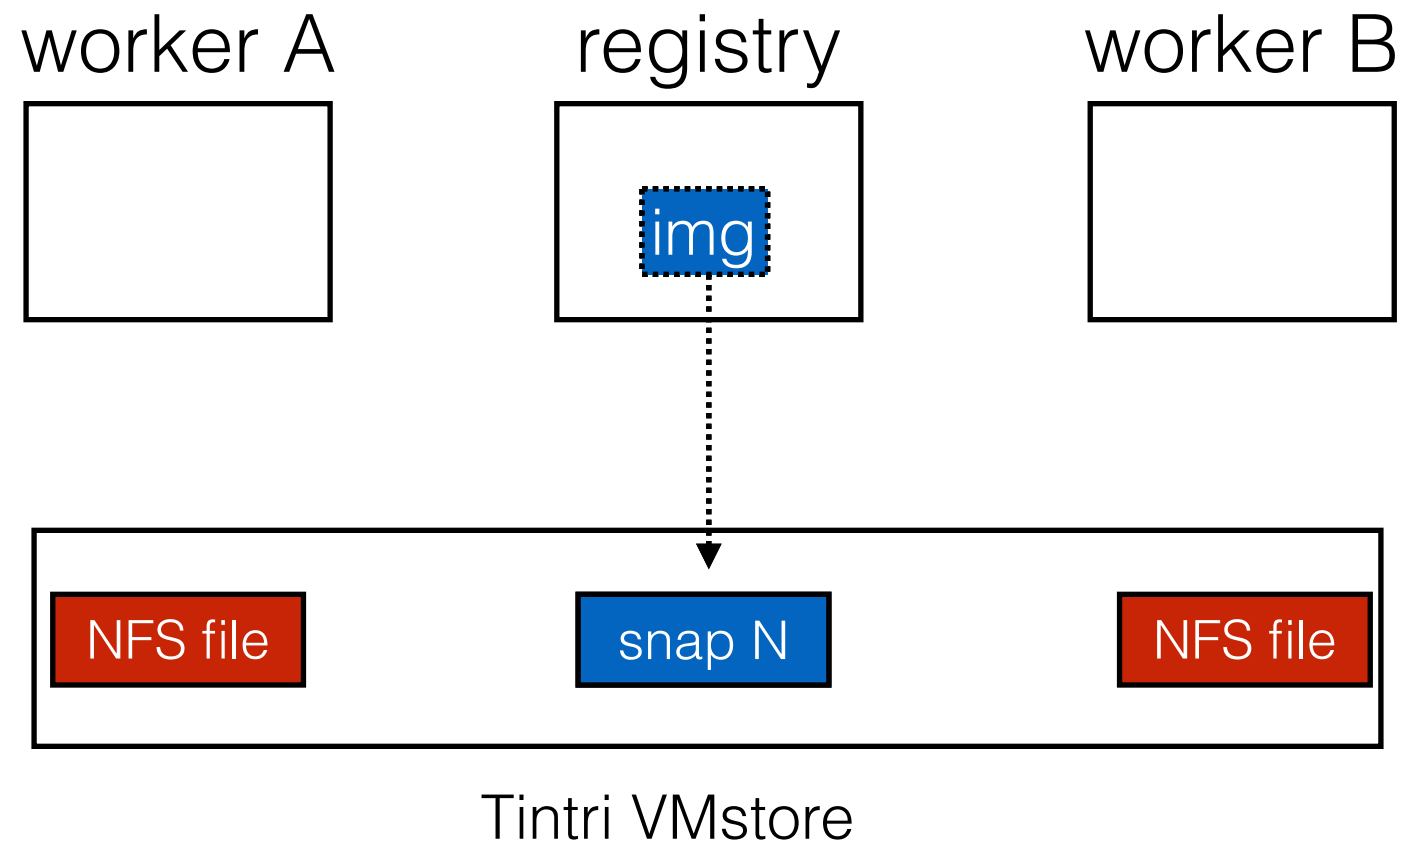 worker A
registry
worker B
img
NFS file
snap N
NFS file
Tintri VMstore